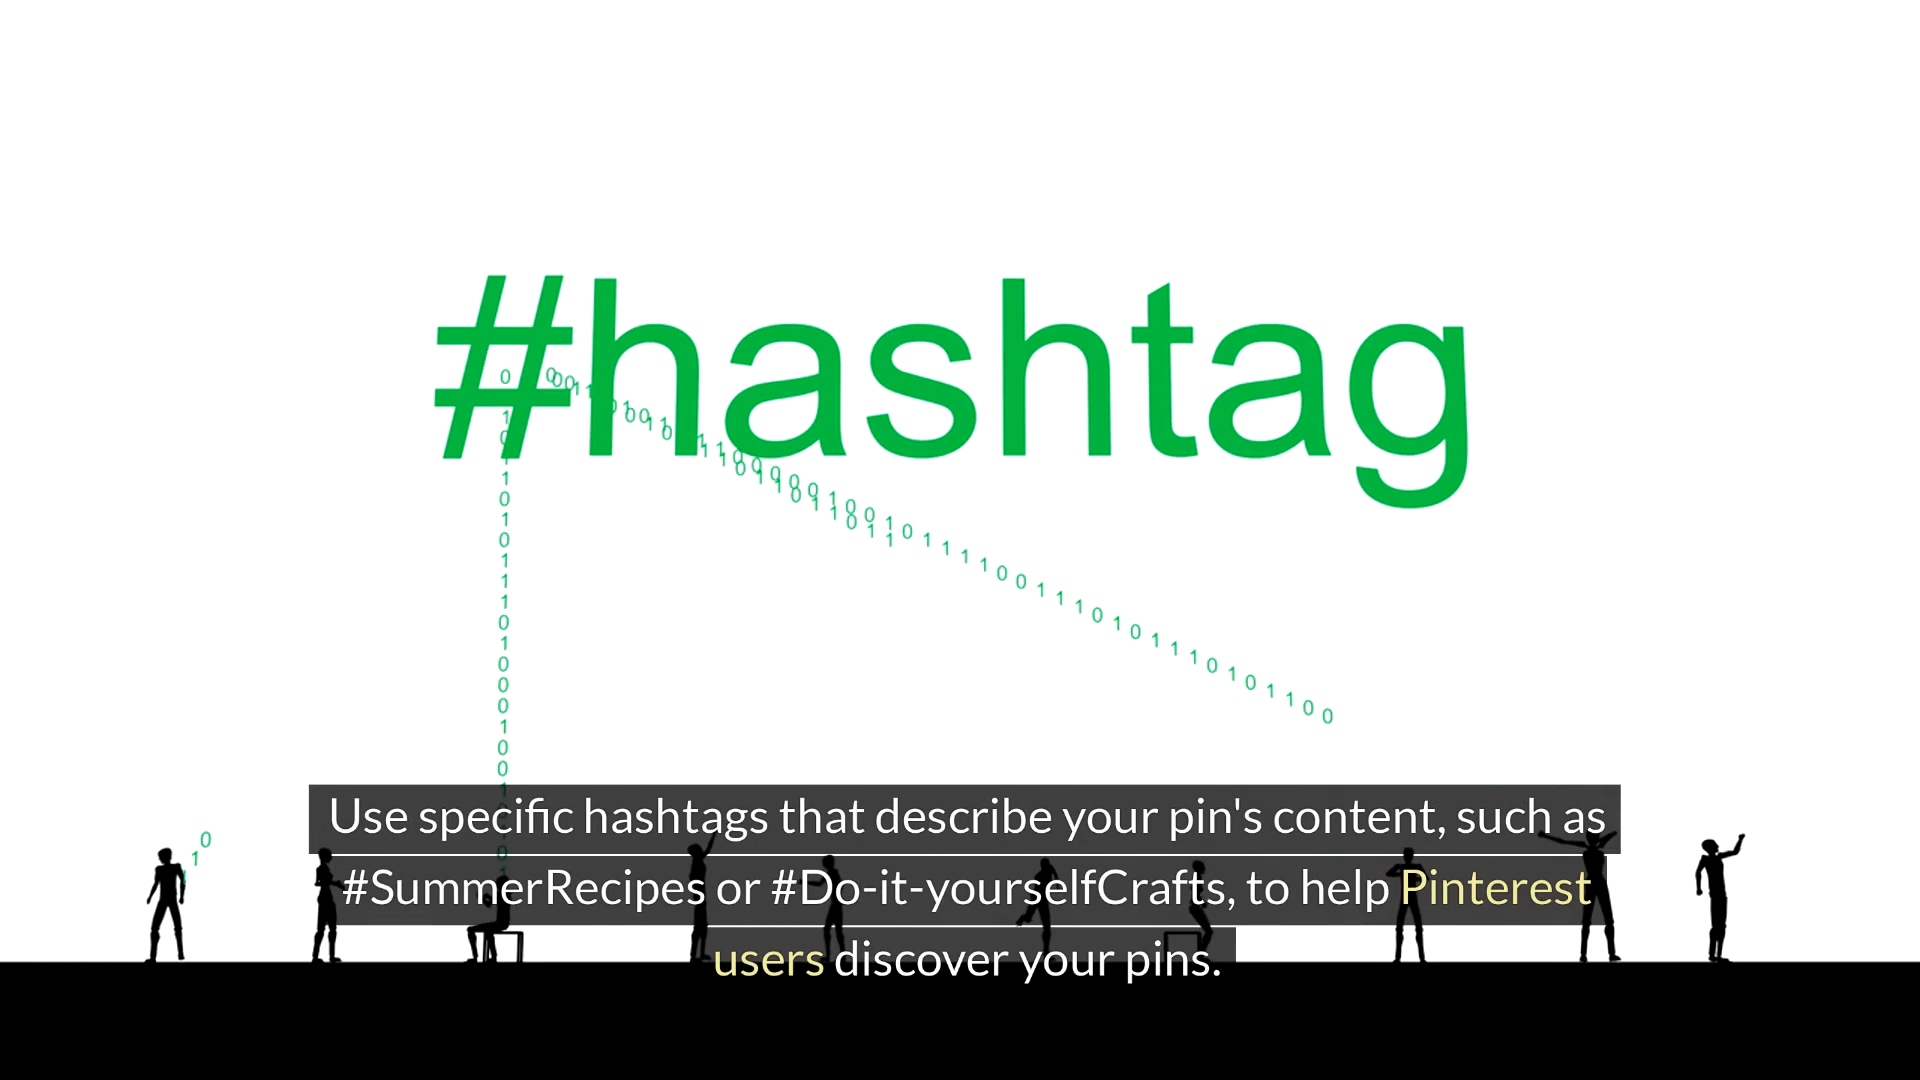 #hashtag
Use specific hashtags that describe your pin's content, such as
#SummerRecipes or #Do-it-yourselfCrafts, to help Pinterest
users discover your pins.